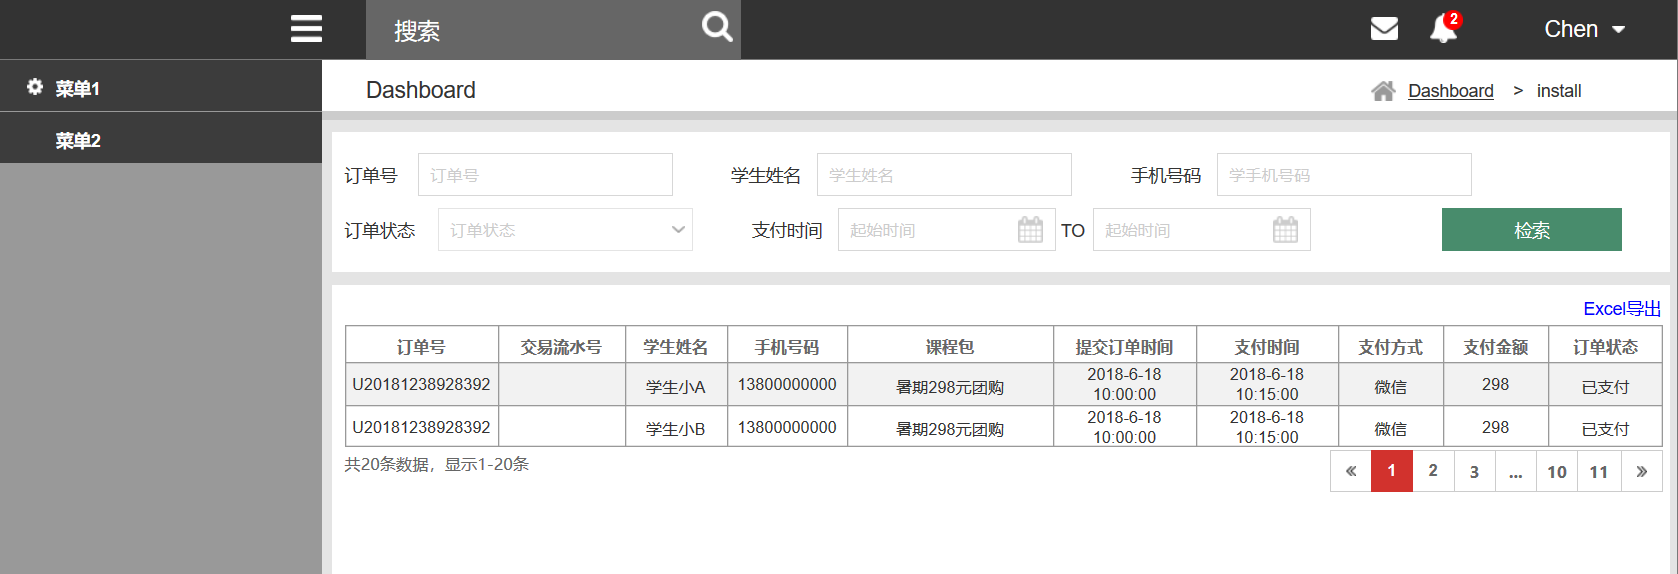 搜索
2
Chen
菜单1
菜单2
Dashboard
Dashboard > install
订单号 订单号 学生姓名 学生姓名 手机号码 学手机号码
订单状态 订单状态 支付时间 起始时间 TO 起始时间 检索
Excel导出
订单号 交易流水号 学生姓名 手机号码 课程包 提交订单时间 支付时间 支付方式 支付金额 订单状态
U20181238928392 学生小A 13800000000 暑期298元团购 2018-6-18 10:00:00 2018-6-18 10:15:00 微信 298 已支付
U20181238928392 学生小B 13800000000 暑期298元团购 2018-6-18 10:00:00 2018-6-18 10:15:00 微信 298 已支付
共20条数据，显示1-20条
« 1 2 3 ... 10 11 »